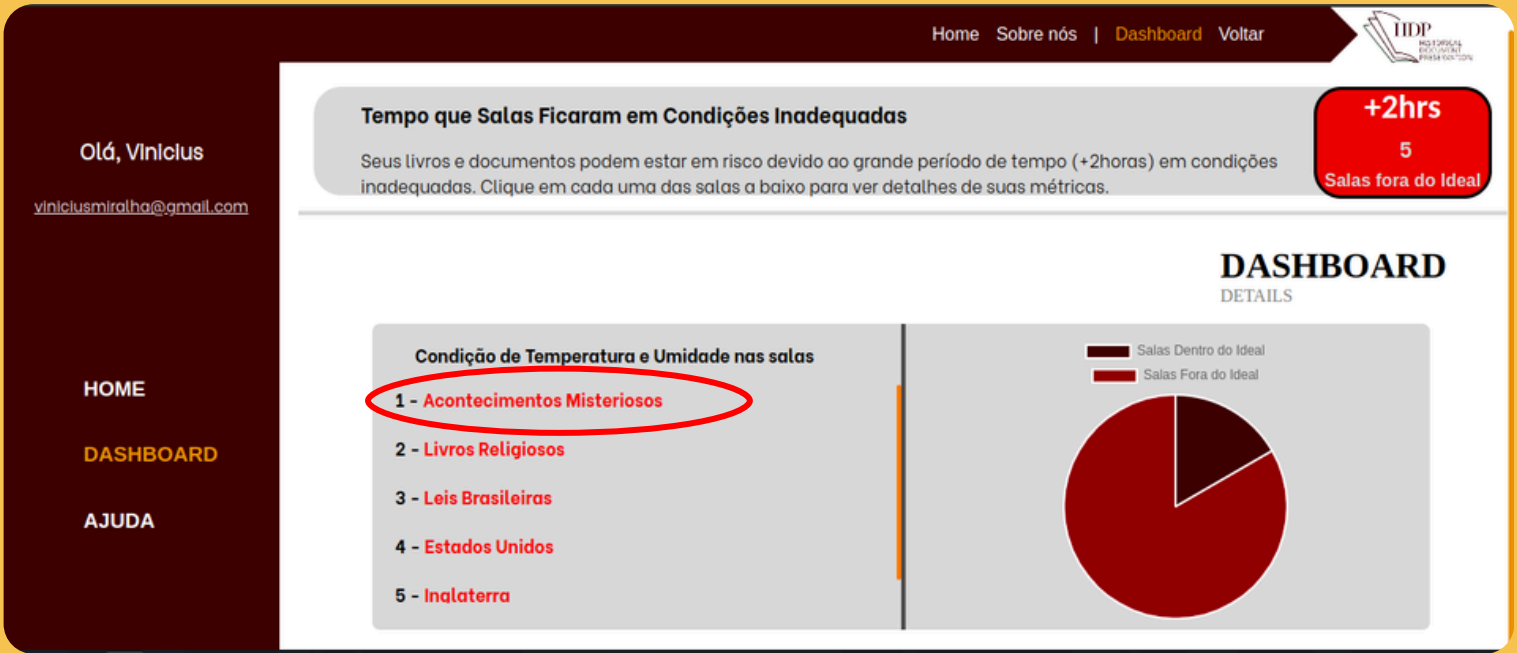 Home Sobre nós | Dashboard Voltar
HDP
HISTORICAL
DOCUMENT
PRESERVATION
Olá, Vinicius
viniciusmiralha@gmail.com
HOME
DASHBOARD
AJUDA
Tempo que Salas Ficaram em Condições Inadequadas
Seus livros e documentos podem estar em risco devido ao grande período de tempo (+2horas) em condições
inadequadas. Clique em cada uma das salas a baixo para ver detalhes de suas métricas.
+2hrs
5
Salas fora do Ideal
DASHBOARD
DETAILS
Condição de Temperatura e Umidade nas salas
1 - Acontecimentos Misteriosos
2 - Livros Religiosos
3 - Leis Brasileiras
4 - Estados Unidos
5 - Inglaterra
Salas Dentro do Ideal
Salas Fora do Ideal